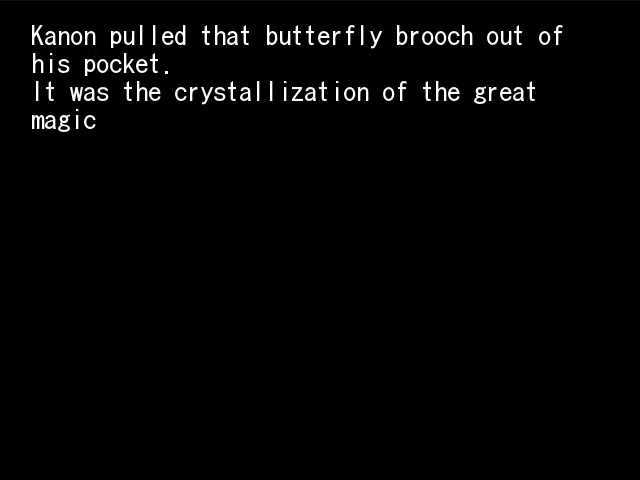 Kanon pulled that butterfly brooch out of
his pocket.
It was the crystallization of the great
magic